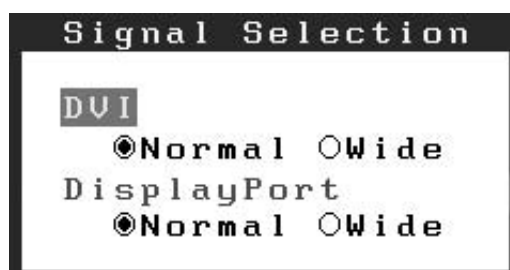 Signal Selection
DVI
◉Normal ○Wide
DisplayPort
◉Normal ○Wide